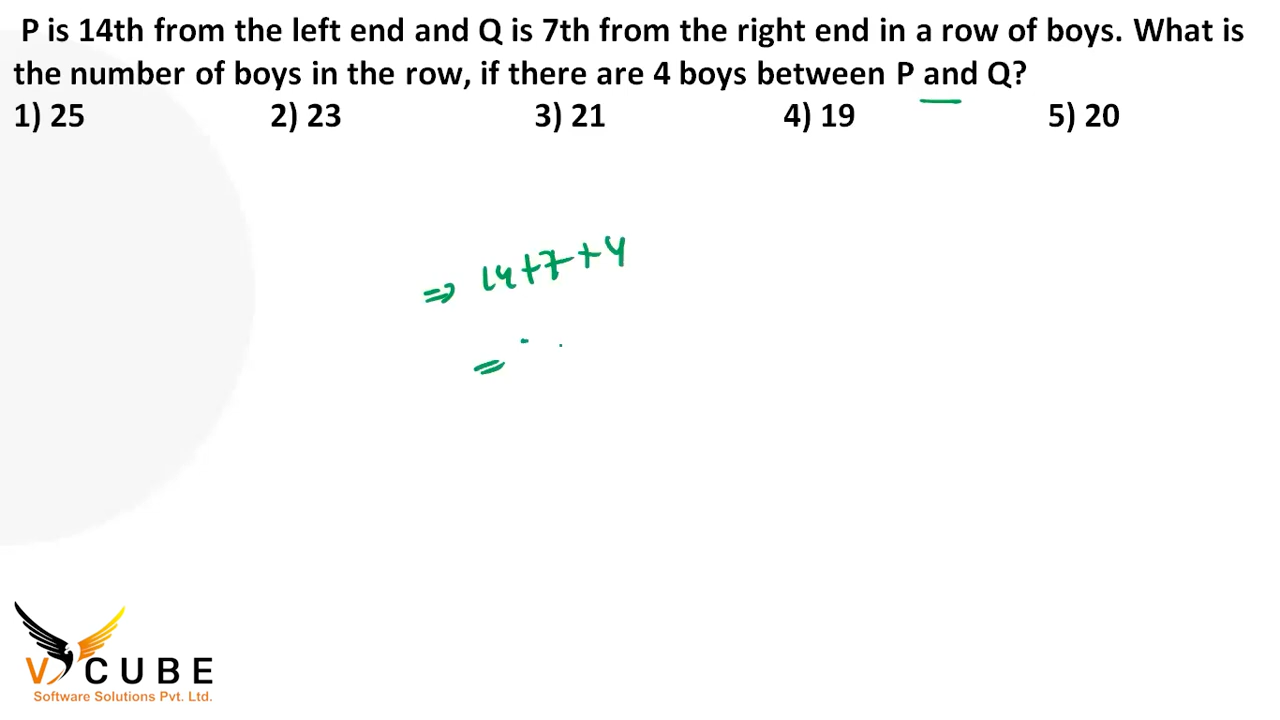 P is 14th from the left end and Q is 7th from the right end in a row of boys. What is
the number of boys in the row, if there are 4 boys between P and Q?
1) 25 2) 23 3) 21 4) 19 5) 20
⇒ 14+7+4
=
V CUBE
Software Solutions Pvt. Ltd.